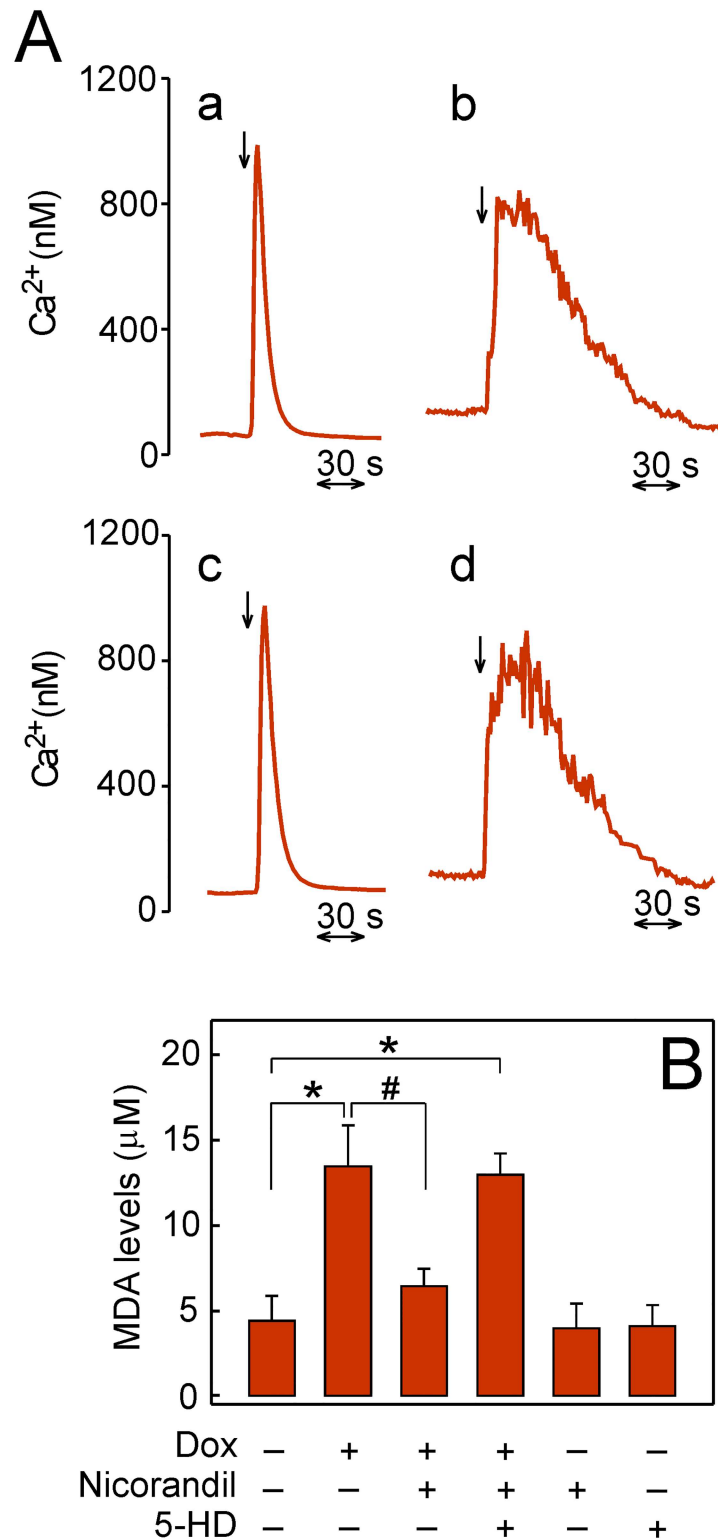 A
1200
800
400
0
Ca2+ (nM)
a
b
30 s
30 s
1200
800
400
0
Ca2+ (nM)
c
d
30 s
30 s
B
20
15
10
5
0
MDA levels (μM)
*
* #
Dox – + + + – –
Nicorandil – – + + + –
5-HD – – – + – +